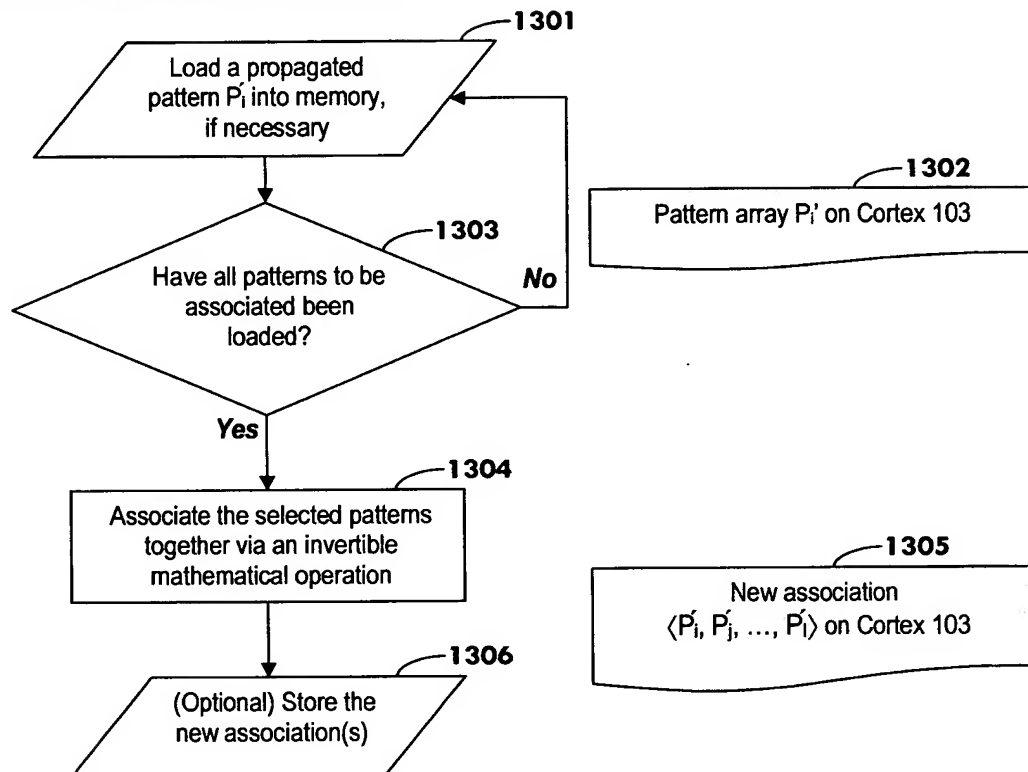 1301
Load a propagated
pattern P′i into memory,
if necessary
1302
Pattern array Pi' on Cortex 103
1303
Have all patterns to be
associated been
loaded?
No
Yes
1304
Associate the selected patterns
together via an invertible
mathematical operation
1305
New association
⟨P′i, P′j, ..., P′l⟩ on Cortex 103
1306
(Optional) Store the
new association(s)